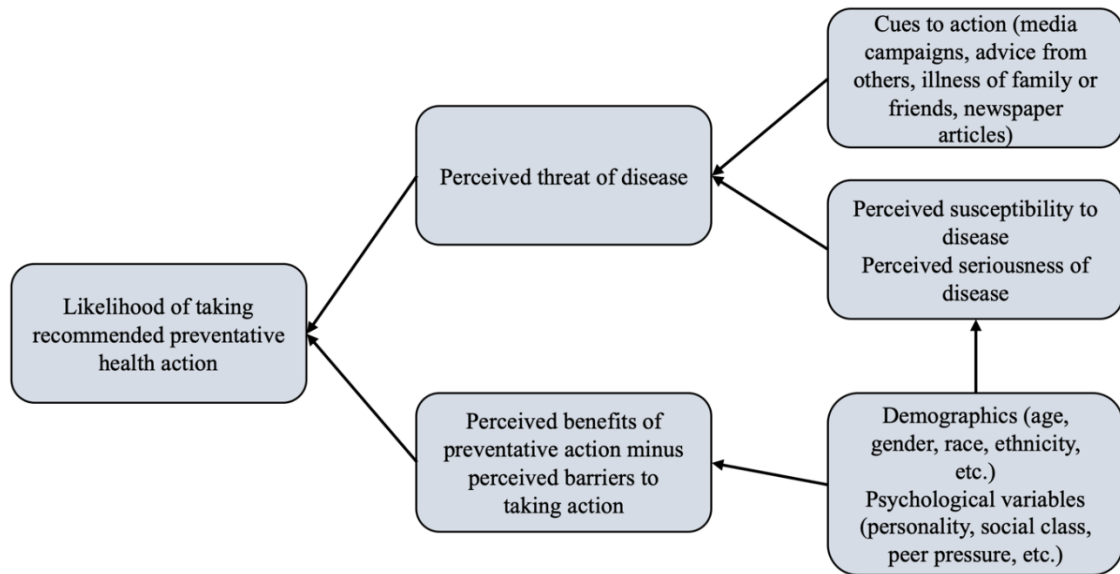 Cues to action (media
campaigns, advice from
others, illness of family or
friends, newspaper
articles)
Perceived threat of disease
Perceived susceptibility to
disease
Perceived seriousness of
disease
Likelihood of taking
recommended preventative
health action
Perceived benefits of
preventative action minus
perceived barriers to
taking action
Demographics (age,
gender, race, ethnicity,
etc.)
Psychological variables
(personality, social class,
peer pressure, etc.)